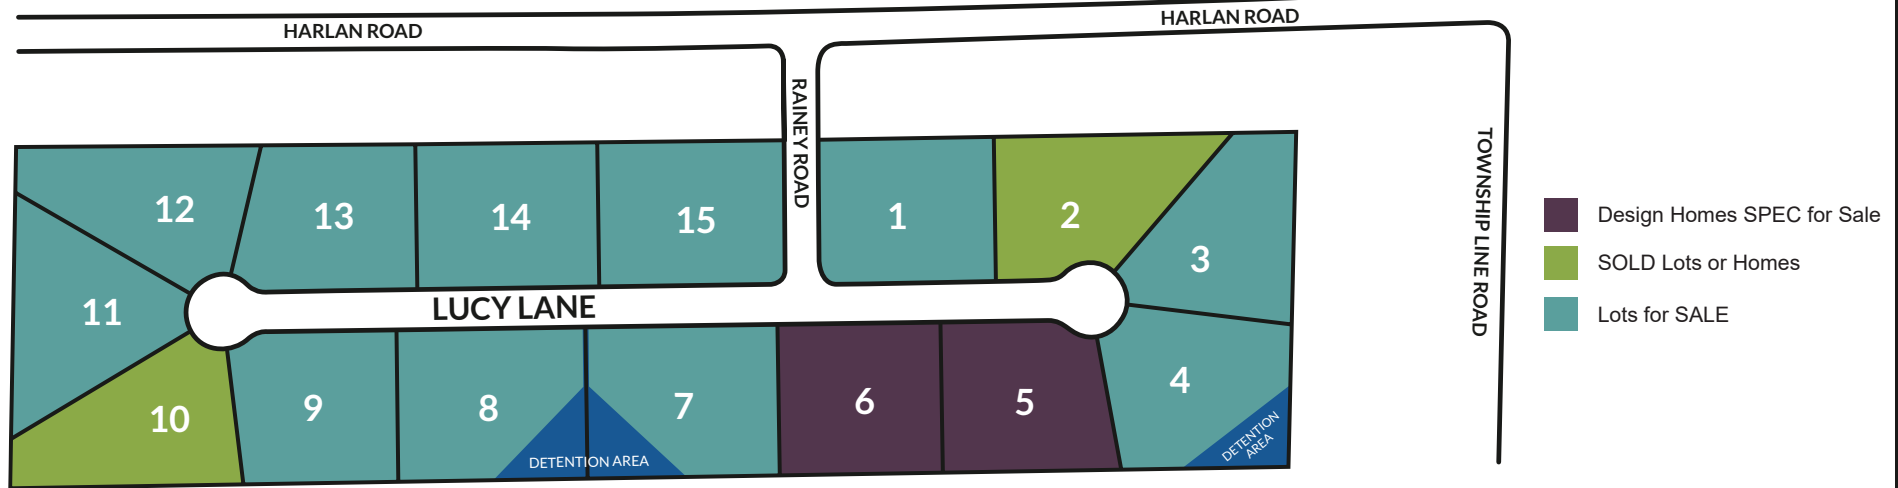 HARLAN ROAD
HARLAN ROAD
RAINEY ROAD
TOWNSHIP LINE ROAD
12
13
14
15
1
2
3
11
LUCY LANE
10
9
8
7
6
5
4
DETENTION AREA
DETENTION
AREA
Design Homes SPEC for Sale
SOLD Lots or Homes
Lots for SALE